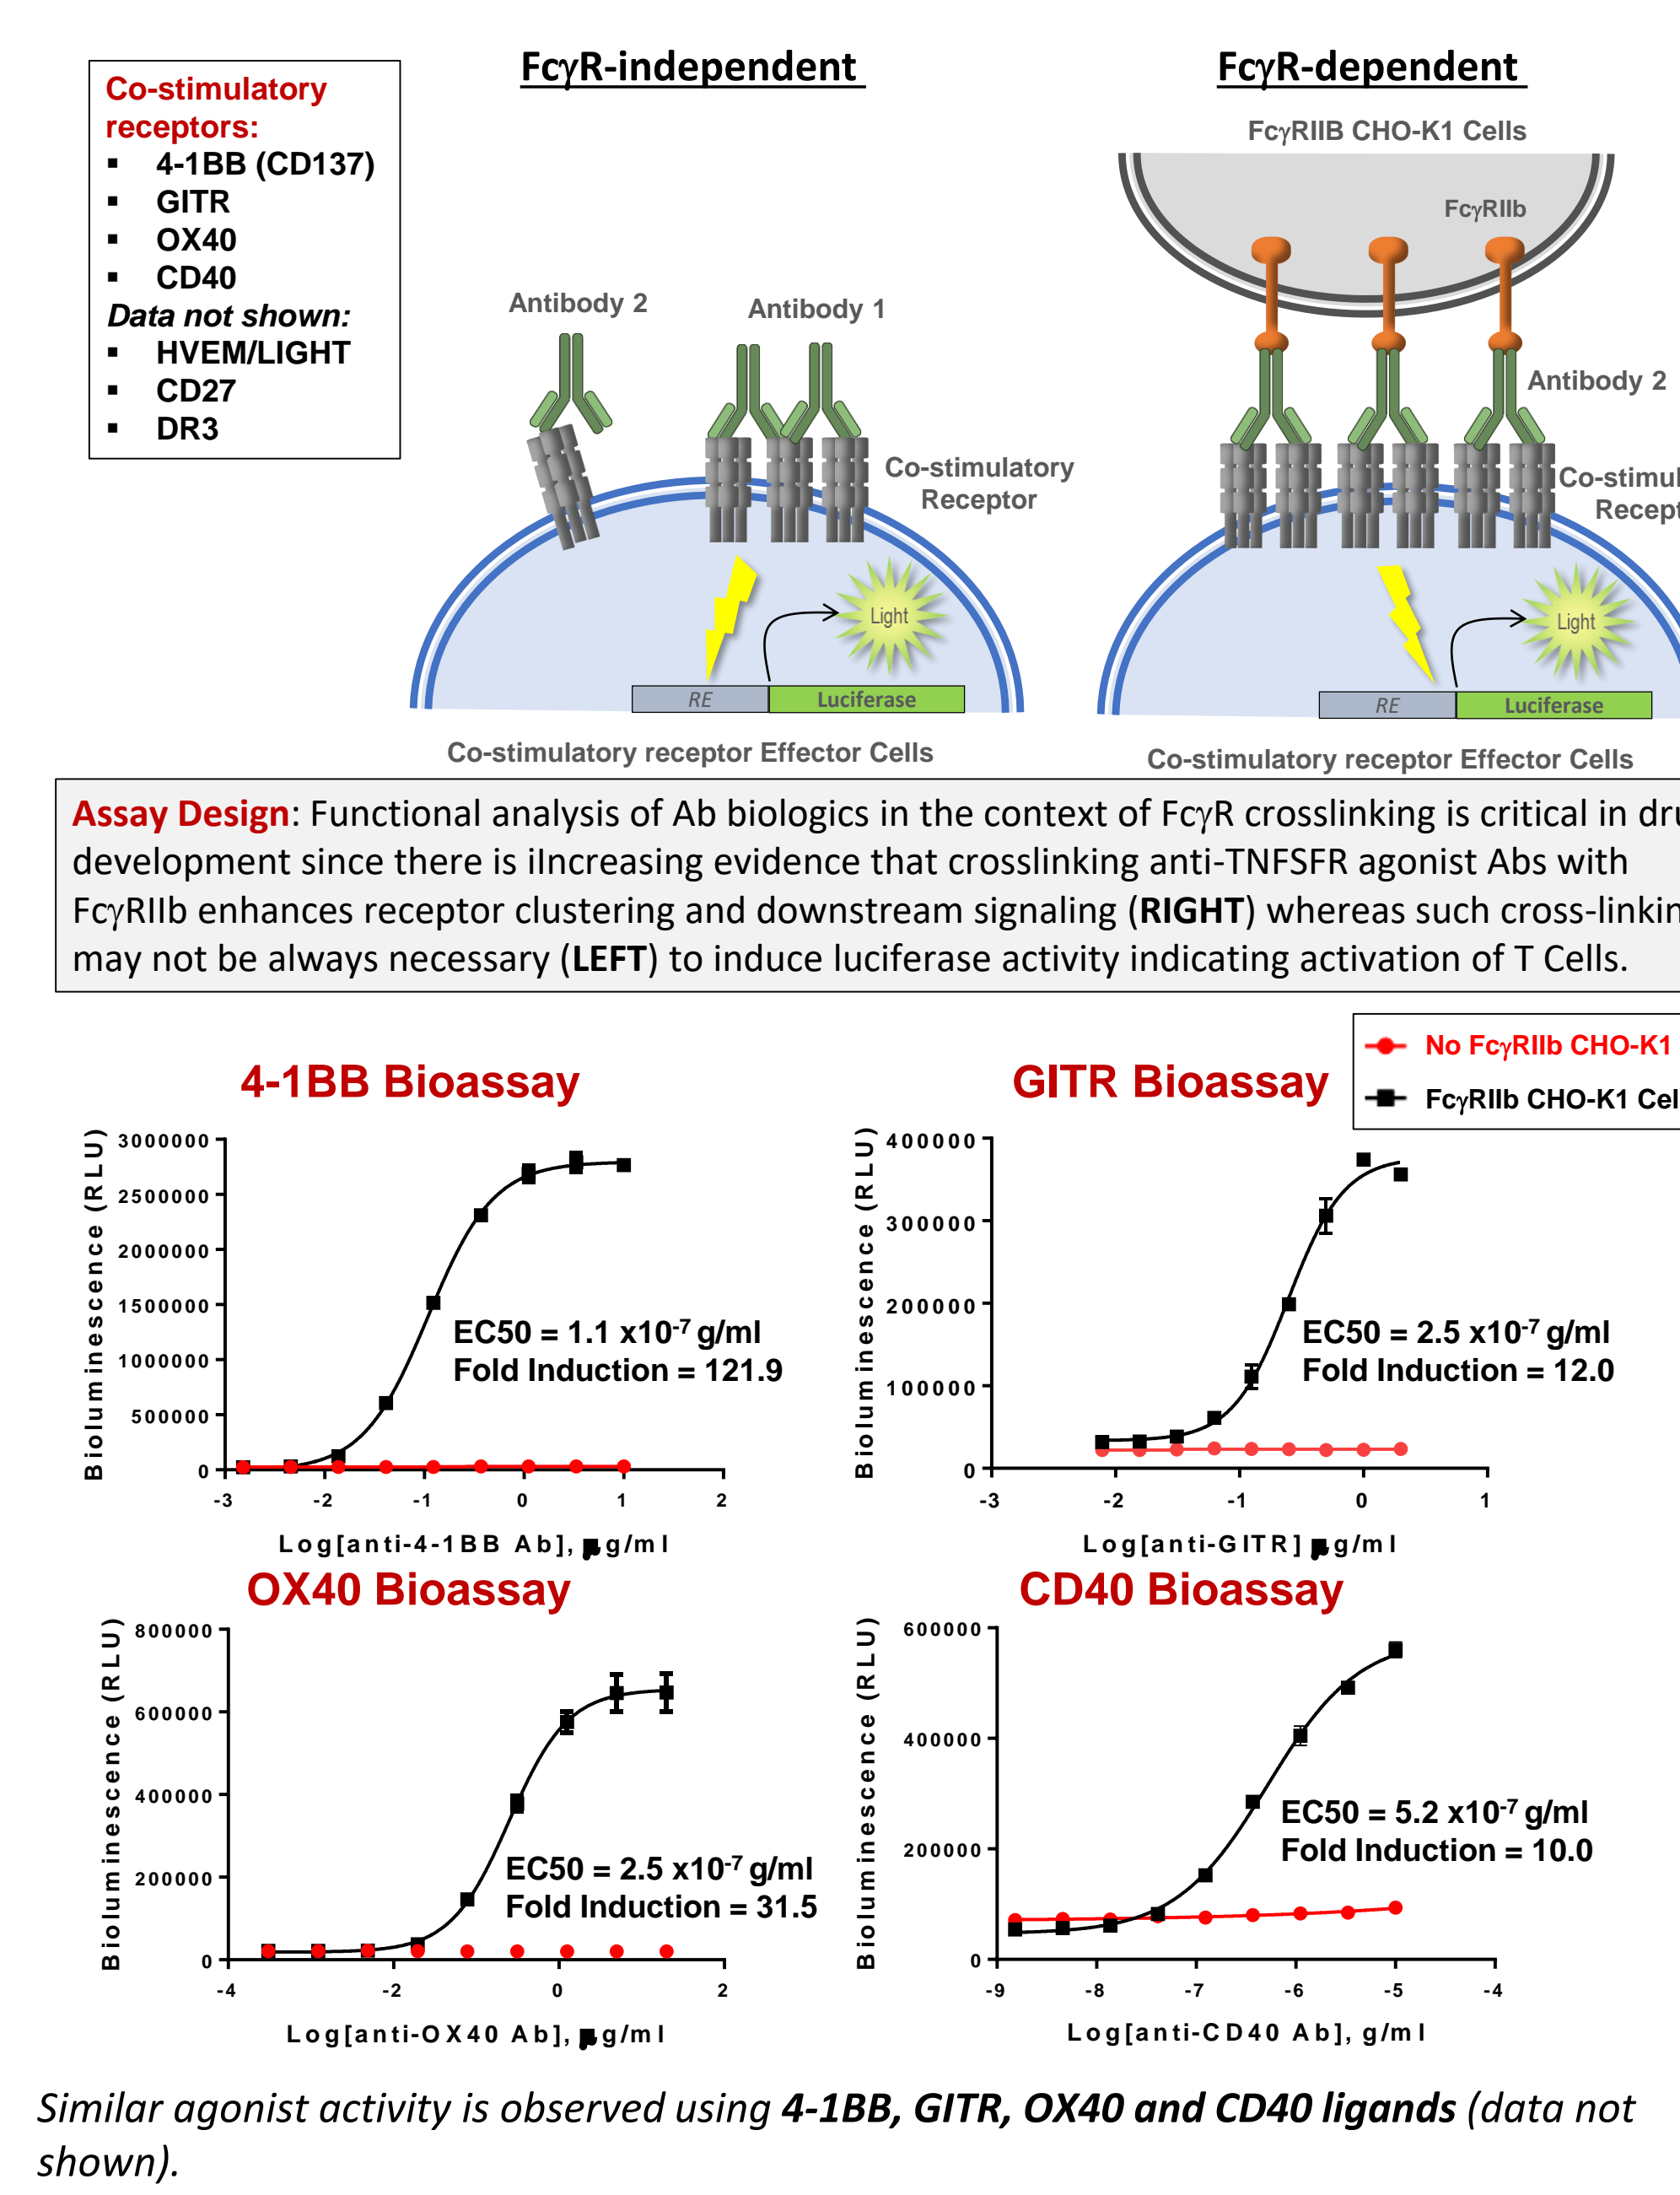 Co-stimulatory
receptors:
▪ 4-1BB (CD137)
▪ GITR
▪ OX40
▪ CD40
Data not shown:
▪ HVEM/LIGHT
▪ CD27
▪ DR3
FcγR-independent
Antibody 2
Antibody 1
Co-stimulatory
Receptor
Light
RE
Luciferase
Co-stimulatory receptor Effector Cells
FcγR-dependent
FcγRIIB CHO-K1 Cells
FcγRIIb
Antibody 2
Co-stimul
Recept
Light
RE
Luciferase
Co-stimulatory receptor Effector Cells
Assay Design: Functional analysis of Ab biologics in the context of FcγR crosslinking is critical in dru
development since there is iIncreasing evidence that crosslinking anti-TNFSFR agonist Abs with
FcγRIIb enhances receptor clustering and downstream signaling (RIGHT) whereas such cross-linkin
may not be always necessary (LEFT) to induce luciferase activity indicating activation of T Cells.
No FcγRIIb CHO-K1
FcγRIIb CHO-K1 Cel
4-1BB Bioassay
Bioluminescence (RLU)
3000000
2500000
2000000
1500000
1000000
500000
0
-3 -2 -1 0 1 2
EC50 = 1.1 x10⁻⁷ g/ml
Fold Induction = 121.9
Log[anti-4-1BB Ab], μg/ml
GITR Bioassay
Bioluminescence (RLU)
400000
300000
200000
100000
0
-3 -2 -1 0 1
EC50 = 2.5 x10⁻⁷ g/ml
Fold Induction = 12.0
Log[anti-GITR] μg/ml
OX40 Bioassay
Bioluminescence (RLU)
800000
600000
400000
200000
0
-4 -2 0 2
EC50 = 2.5 x10⁻⁷ g/ml
Fold Induction = 31.5
Log[anti-OX40 Ab], μg/ml
CD40 Bioassay
Bioluminescence (RLU)
600000
400000
200000
0
-9 -8 -7 -6 -5 -4
EC50 = 5.2 x10⁻⁷ g/ml
Fold Induction = 10.0
Log[anti-CD40 Ab], g/ml
Similar agonist activity is observed using 4-1BB, GITR, OX40 and CD40 ligands (data not
shown).